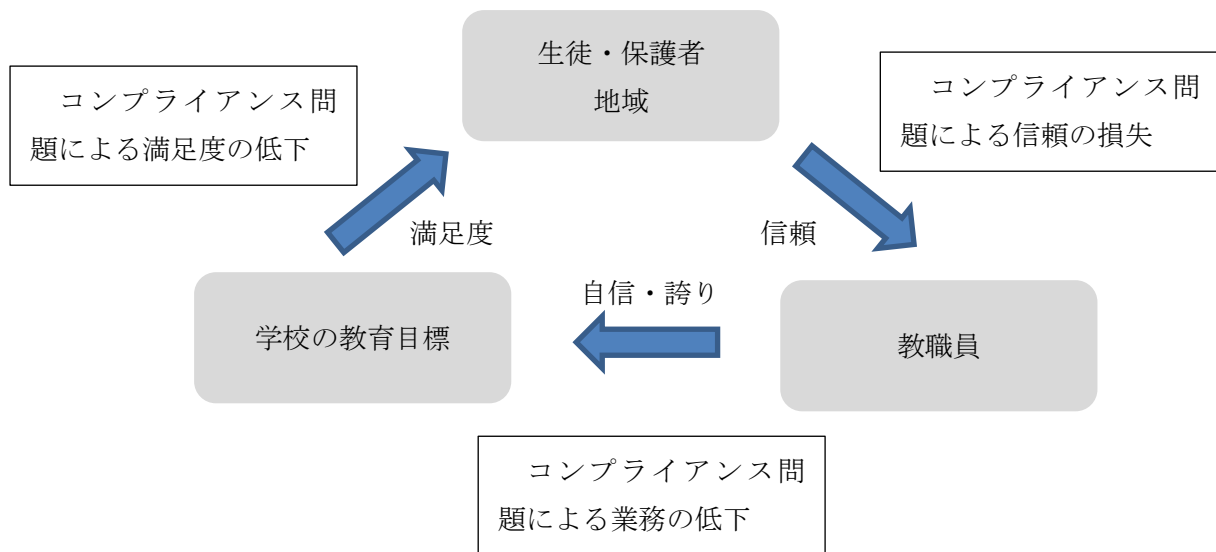 生徒・保護者
地域
コンプライアンス問
題による満足度の低下
コンプライアンス問
題による信頼の損失
満足度
信頼
学校の教育目標
自信・誇り
教職員
コンプライアンス問
題による業務の低下